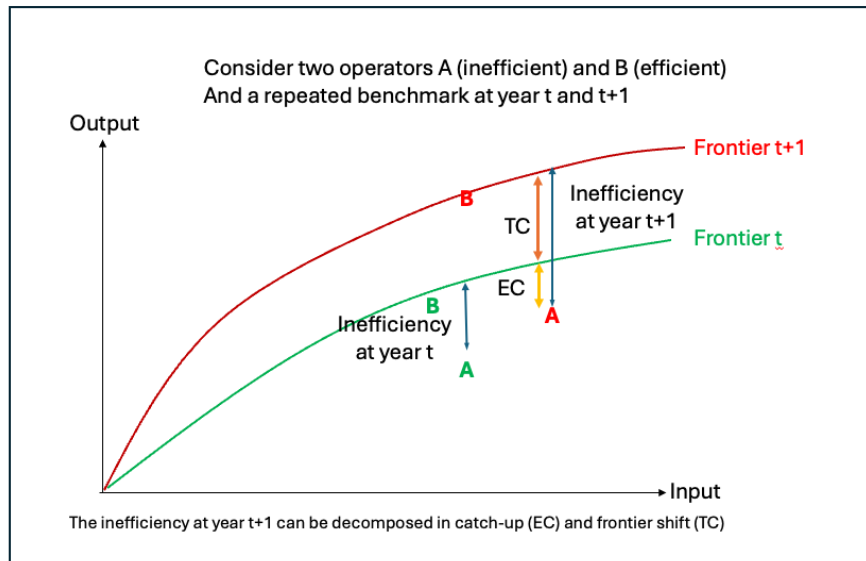 Consider two operators A (inefficient) and B (efficient)
And a repeated benchmark at year t and t+1
Output
Frontier t+1
B
Inefficiency
at year t+1
TC
Frontier t
EC
B
A
Inefficiency
at year t
A
Input
The inefficiency at year t+1 can be decomposed in catch-up (EC) and frontier shift (TC)